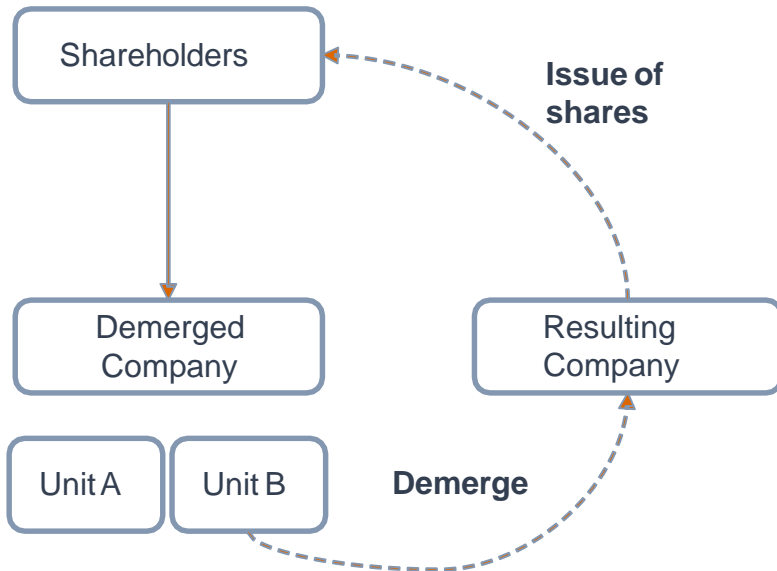 Shareholders
Issue of
shares
Demerged
Company
Resulting
Company
Unit A
Unit B
Demerge